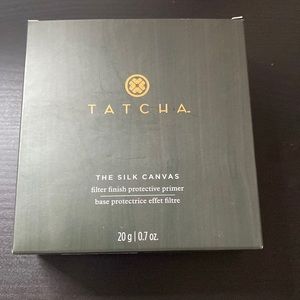 TATCHA
THE SILK CANVAS
filter finish protective primer
base protectrice effet filtre
20 g | 0.7 oz.